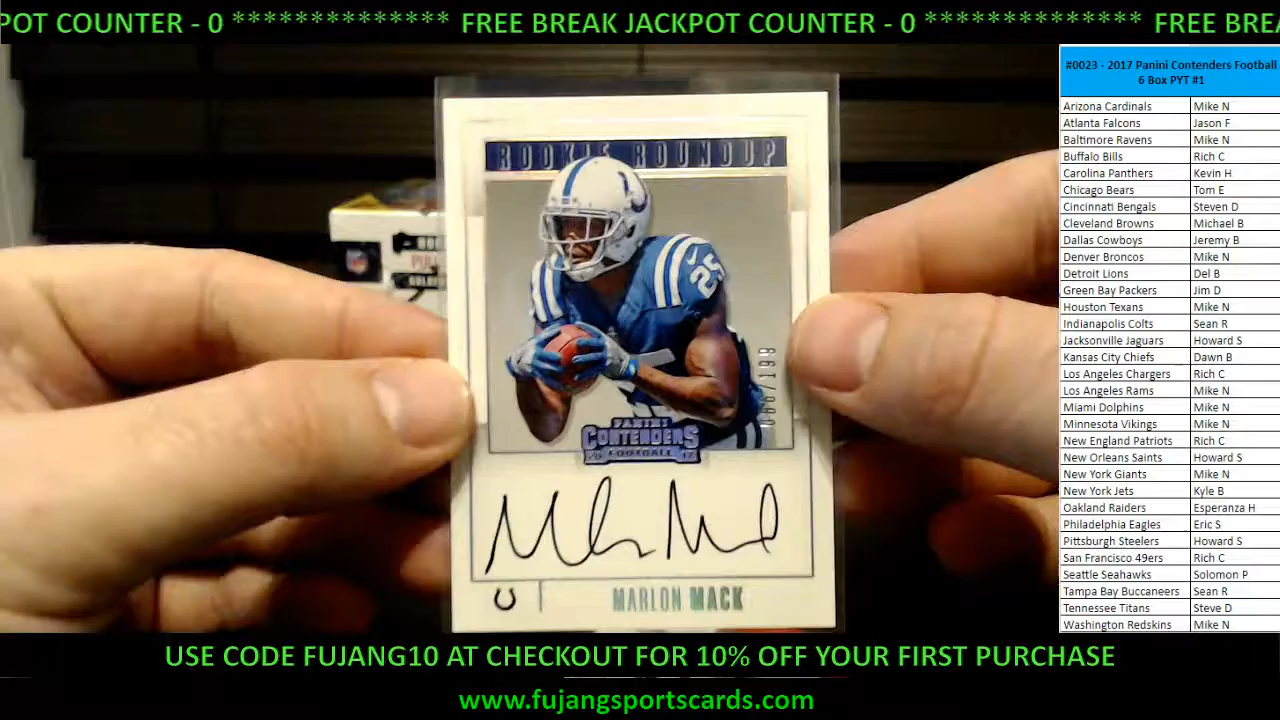 OT COUNTER - 0 ************** FREE BREAK JACKPOT COUNTER - 0 ************** FREE BREA
#0023 - 2017 Panini Contenders Football
6 Box PYT #1
Arizona Cardinals Mike N
Atlanta Falcons Jason F
Baltimore Ravens Mike N
Buffalo Bills Rich C
Carolina Panthers Kevin H
Chicago Bears Tom E
Cincinnati Bengals Steven D
Cleveland Browns Michael B
Dallas Cowboys Jeremy B
Denver Broncos Mike N
Detroit Lions Del B
Green Bay Packers Jim D
Houston Texans Mike N
Indianapolis Colts Sean R
Jacksonville Jaguars Howard S
Kansas City Chiefs Dawn B
Los Angeles Chargers Rich C
Los Angeles Rams Mike N
Miami Dolphins Mike N
Minnesota Vikings Mike N
New England Patriots Rich C
New Orleans Saints Howard S
New York Giants Mike N
New York Jets Kyle B
Oakland Raiders Esperanza H
Philadelphia Eagles Eric S
Pittsburgh Steelers Howard S
San Francisco 49ers Rich C
Seattle Seahawks Solomon P
Tampa Bay Buccaneers Sean R
Tennessee Titans Steve D
Washington Redskins Mike N
ROOKIE ROUNDUP
25
PANINI
CONTENDERS
20 FOOTBALL 17
MARLON MACK
USE CODE FUJANG10 AT CHECKOUT FOR 10% OFF YOUR FIRST PURCHASE
www.fujangsportscards.com